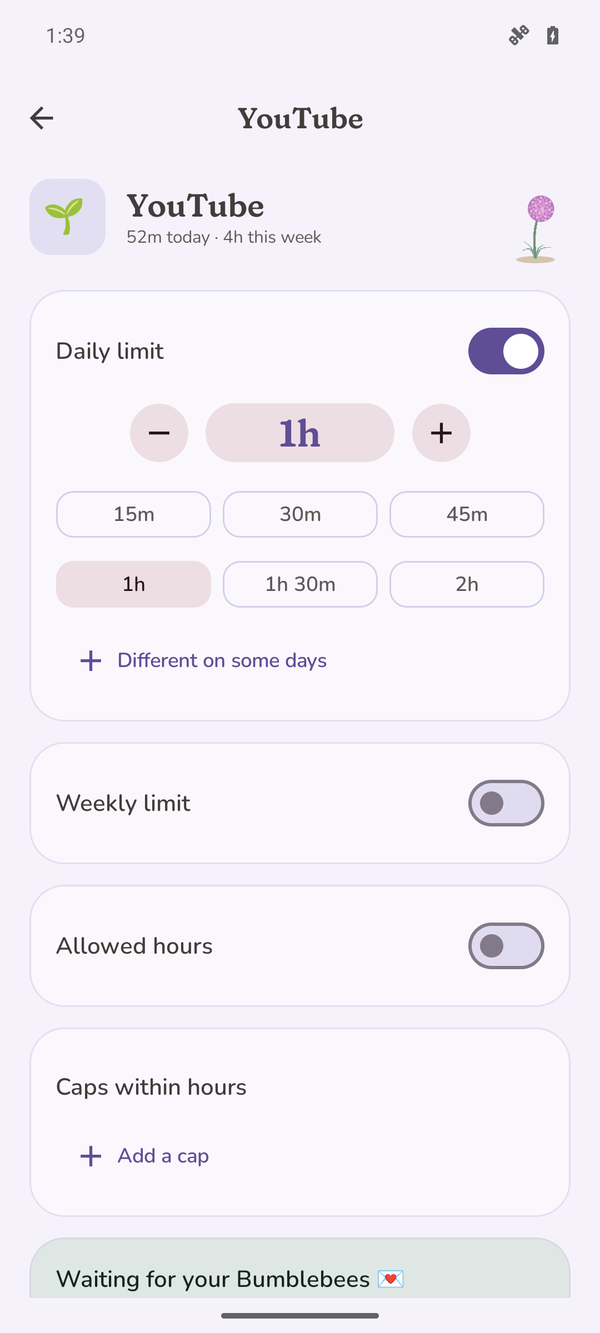 1:39
YouTube
YouTube
52m today · 4h this week
Daily limit
1h
15m
30m
45m
1h
1h 30m
2h
Different on some days
Weekly limit
Allowed hours
Caps within hours
Add a cap
Waiting for your Bumblebees 💌